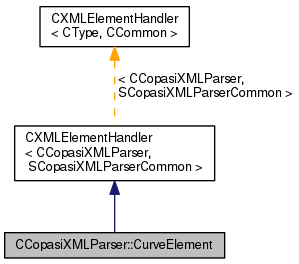 CXMLElementHandler
< CType, CCommon >
< CCopasiXMLParser,
SCopasiXMLParserCommon >
CXMLElementHandler
< CCopasiXMLParser,
SCopasiXMLParserCommon >
CCopasiXMLParser::CurveElement